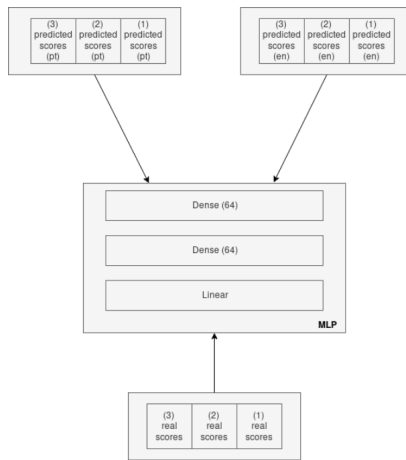 (3)
predicted
scores
(pt)
(2)
predicted
scores
(pt)
(1)
predicted
scores
(pt)
(3)
predicted
scores
(en)
(2)
predicted
scores
(en)
(1)
predicted
scores
(en)
Dense (64)
Dense (64)
Linear
MLP
(3)
real
scores
(2)
real
scores
(1)
real
scores